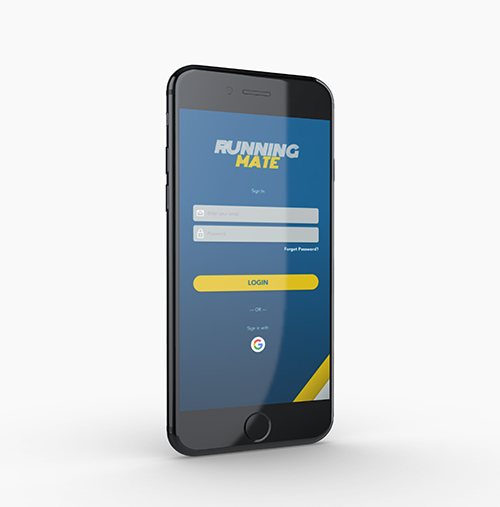 RUNNING
MATE
Sign in
Enter your email
Password
Forgot Password?
LOGIN
— OR —
Sign in with
G